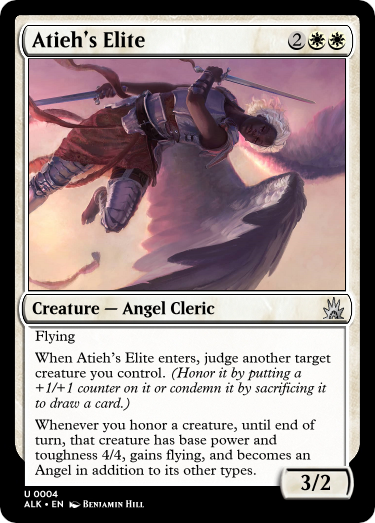 Atieh's Elite 2
Flying
When Atieh's Elite enters, judge another target
creature you control. (Honor it by putting a
+1/+1 counter on it or condemn it by sacrificing it
to draw a card.)
Whenever you honor a creature, until end of
turn, that creature has base power and
toughness 4/4, gains flying, and becomes an
Angel in addition to its other types.
Creature — Angel Cleric
3/2
U 0004
ALK • EN Benjamin Hill